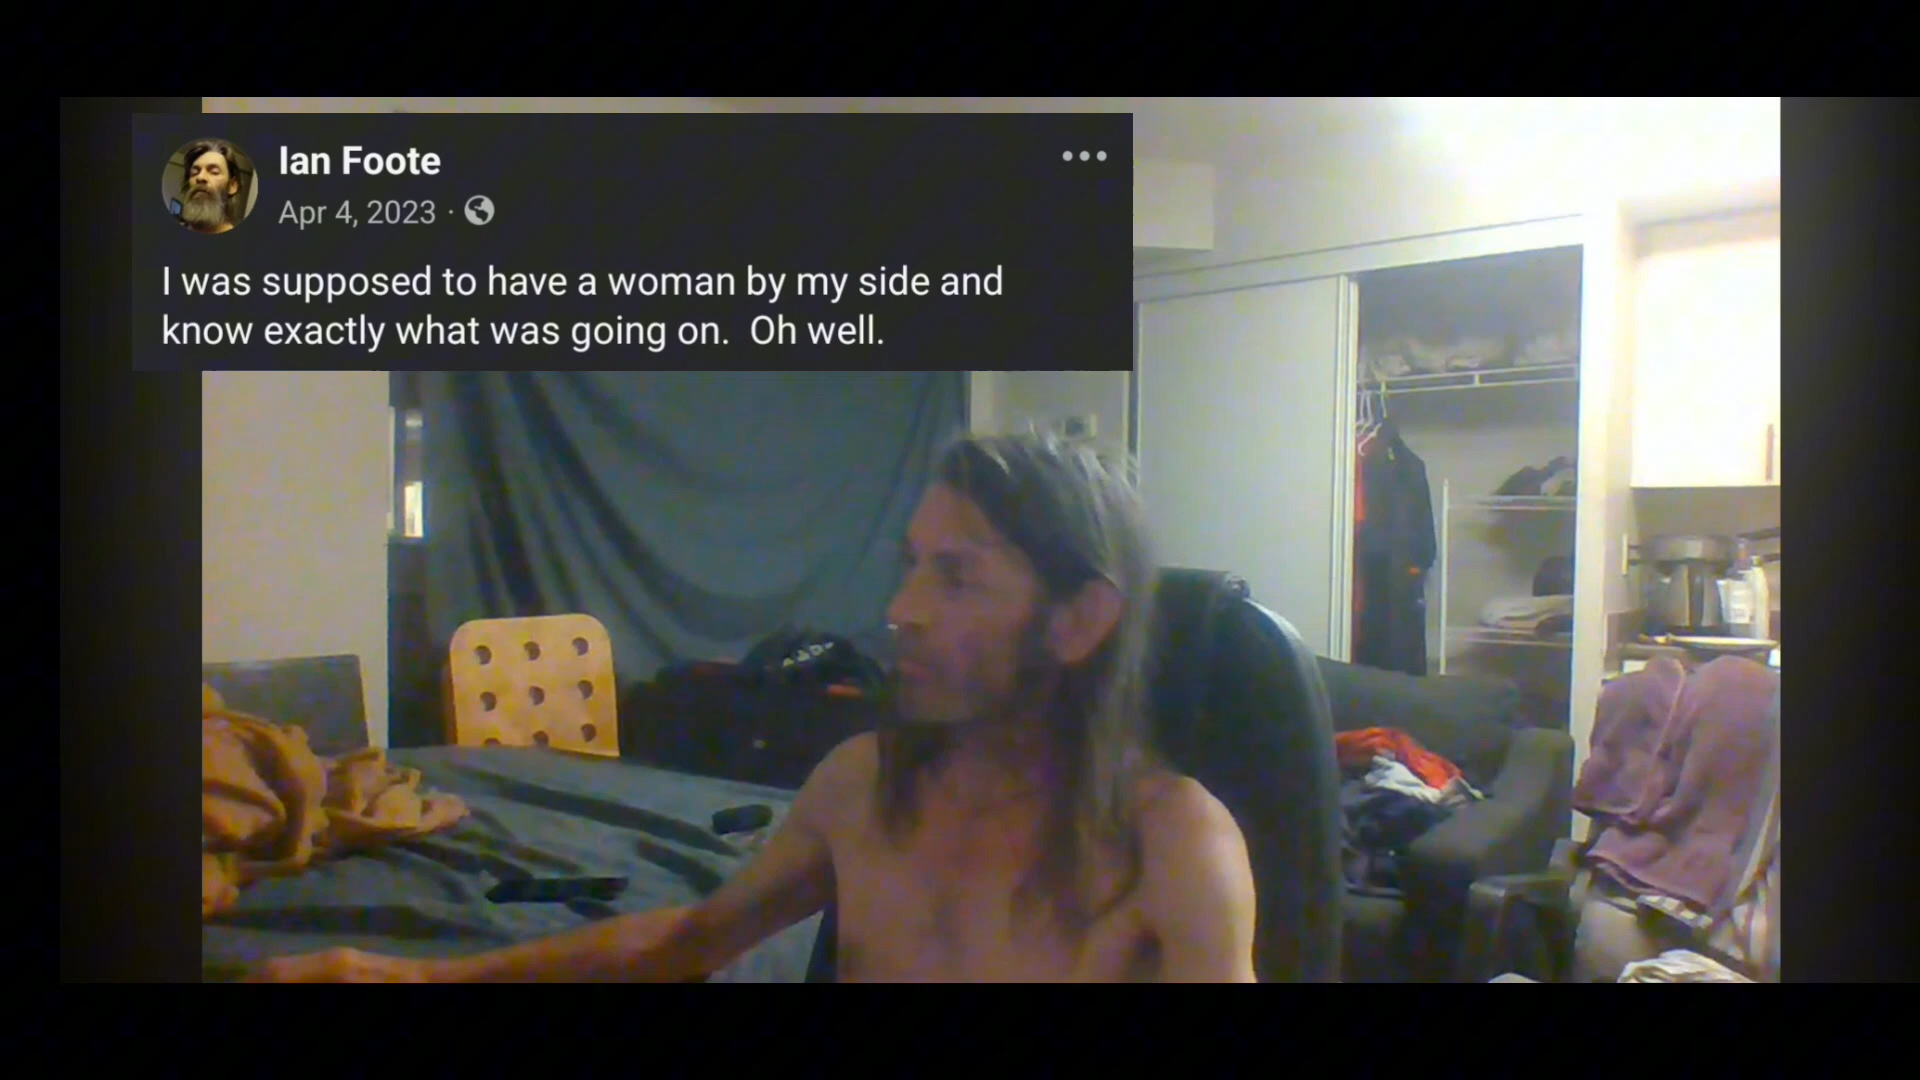 Ian Foote
Apr 4, 2023 ·
I was supposed to have a woman by my side and
know exactly what was going on.  Oh well.